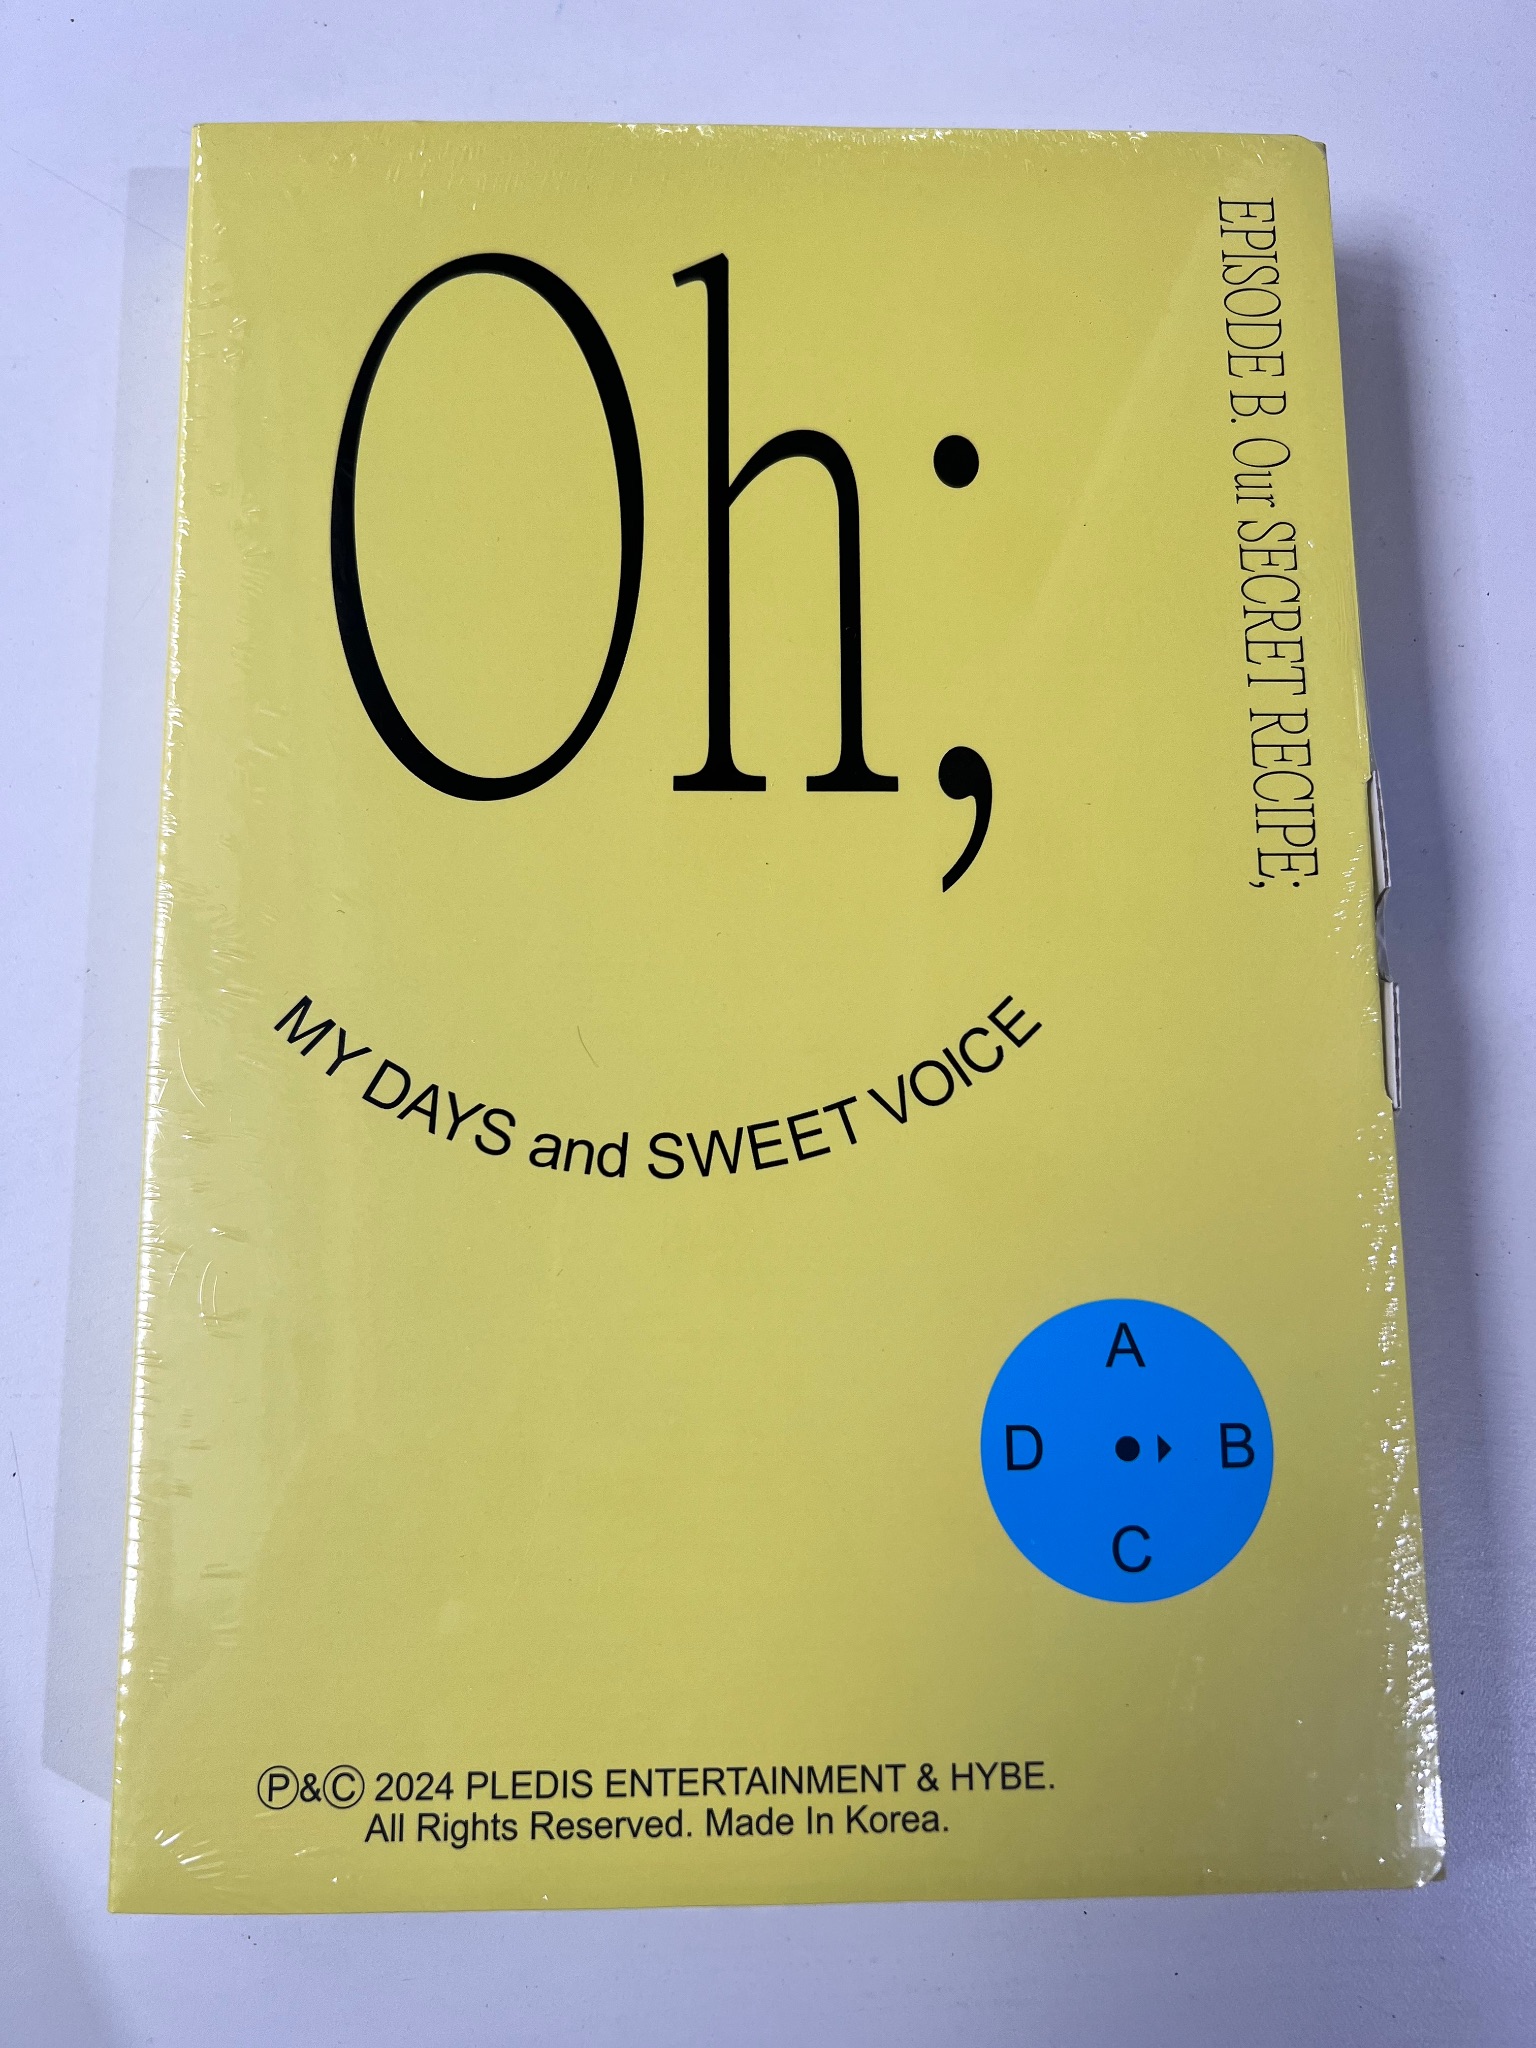 Oh;
EPISODE B. Our SECRET RECIPE;
MY DAYS and SWEET VOICE
A
D B
C
Ⓟ&Ⓒ 2024 PLEDIS ENTERTAINMENT & HYBE.
All Rights Reserved. Made In Korea.